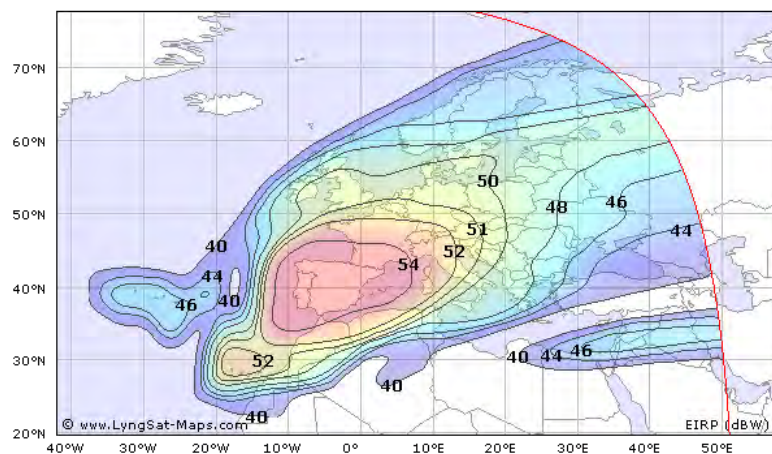 70°N
60°N
50
50°N
48
46
51
40
52
44
54
44
40°N
46
40
30°N
52
40
44
46
40
40
© www.LyngSat-Maps.com
EIRP (dBW)
20°N
40°W
30°W
20°W
10°W
0°
10°E
20°E
30°E
40°E
50°E